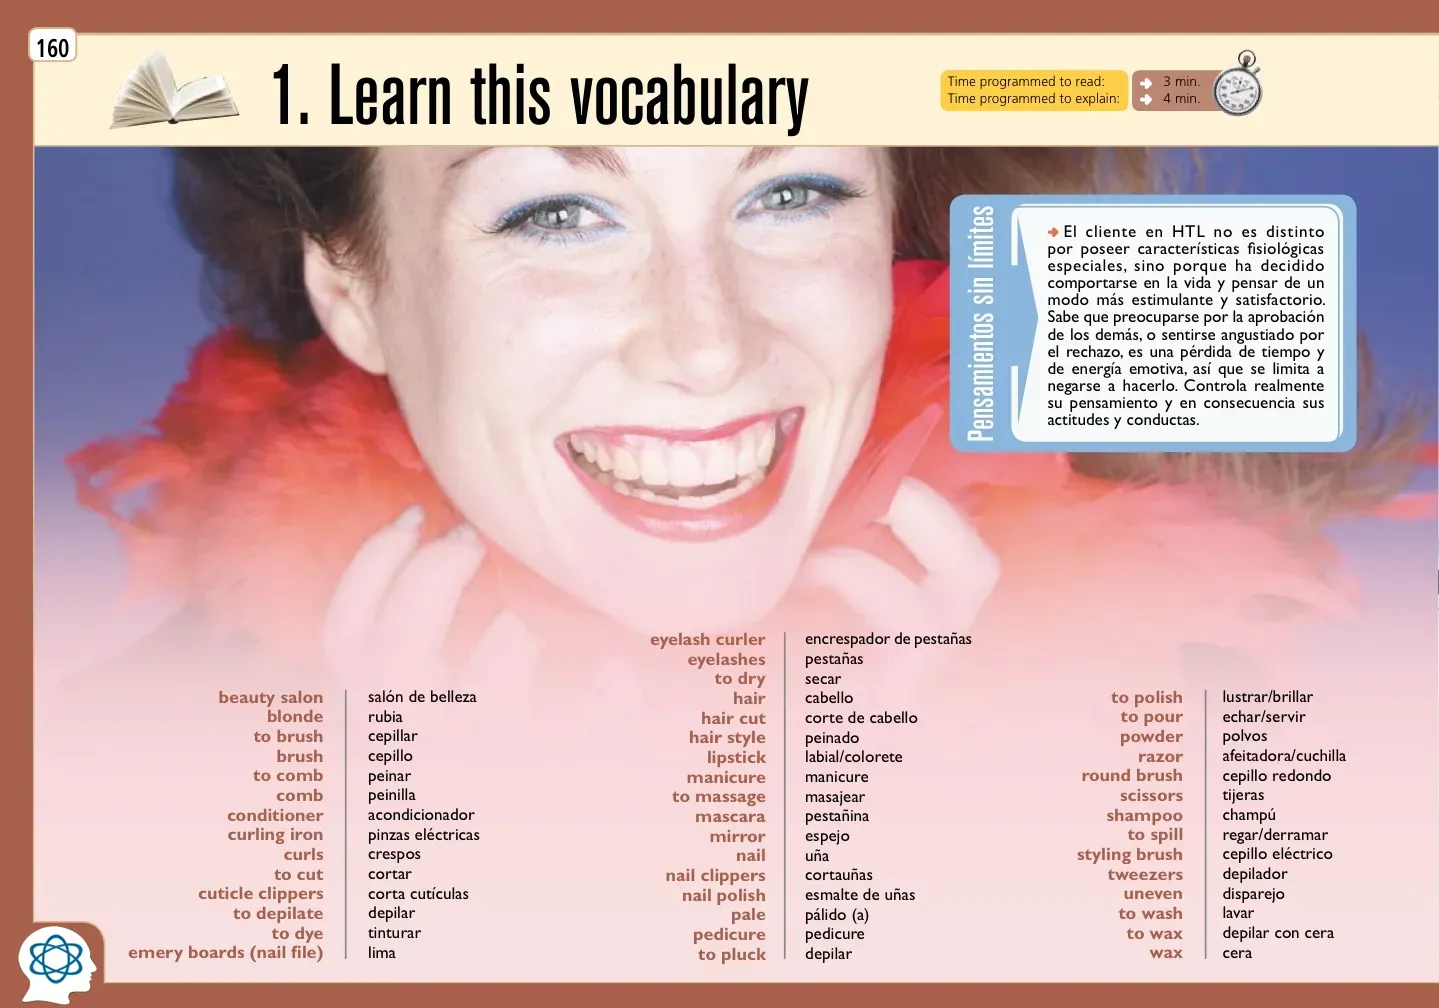 160
1. Learn this vocabulary
Time programmed to read:
3 min.
Time programmed to explain:
4 min.
Pensamientos sin límites
El cliente en HTL no es distinto
por poseer características fisiológicas
especiales, sino porque ha decidido
comportarse en la vida y pensar de un
modo más estimulante y satisfactorio.
Sabe que preocuparse por la aprobación
de los demás, o sentirse angustiado por
el rechazo, es una pérdida de tiempo y
de energía emotiva, así que se limita a
negarse a hacerlo. Controla realmente
su pensamiento y en consecuencia sus
actitudes y conductas.
beauty salon salón de belleza
blonde rubia
to brush cepillar
brush cepillo
to comb peinar
comb peinilla
conditioner acondicionador
curling iron pinzas eléctricas
curls crespos
to cut cortar
cuticle clippers corta cutículas
to depilate depilar
to dye tinturar
emery boards (nail file) lima
eyelash curler encrespador de pestañas
eyelashes pestañas
to dry secar
hair cabello
hair cut corte de cabello
hair style peinado
lipstick labial/colorete
manicure manicure
to massage masajear
mascara pestañina
mirror espejo
nail uña
nail clippers cortauñas
nail polish esmalte de uñas
pale pálido (a)
pedicure pedicure
to pluck depilar
to polish lustrar/brillar
to pour echar/servir
powder polvos
razor afeitadora/cuchilla
round brush cepillo redondo
scissors tijeras
shampoo champú
to spill regar/derramar
styling brush cepillo eléctrico
tweezers depilador
uneven disparejo
to wash lavar
to wax depilar con cera
wax cera